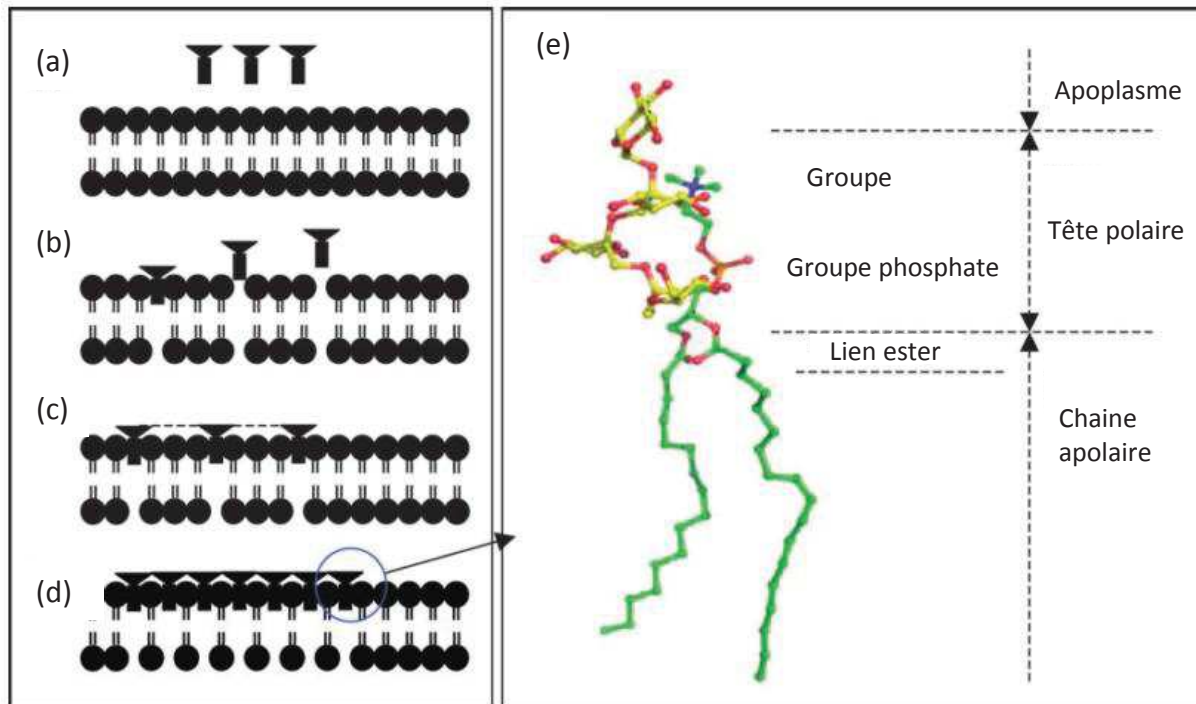 (a)
(b)
(c)
(d)
(e)
Apoplasme
Groupe
Tête polaire
Groupe phosphate
Lien ester
Chaine
apolaire